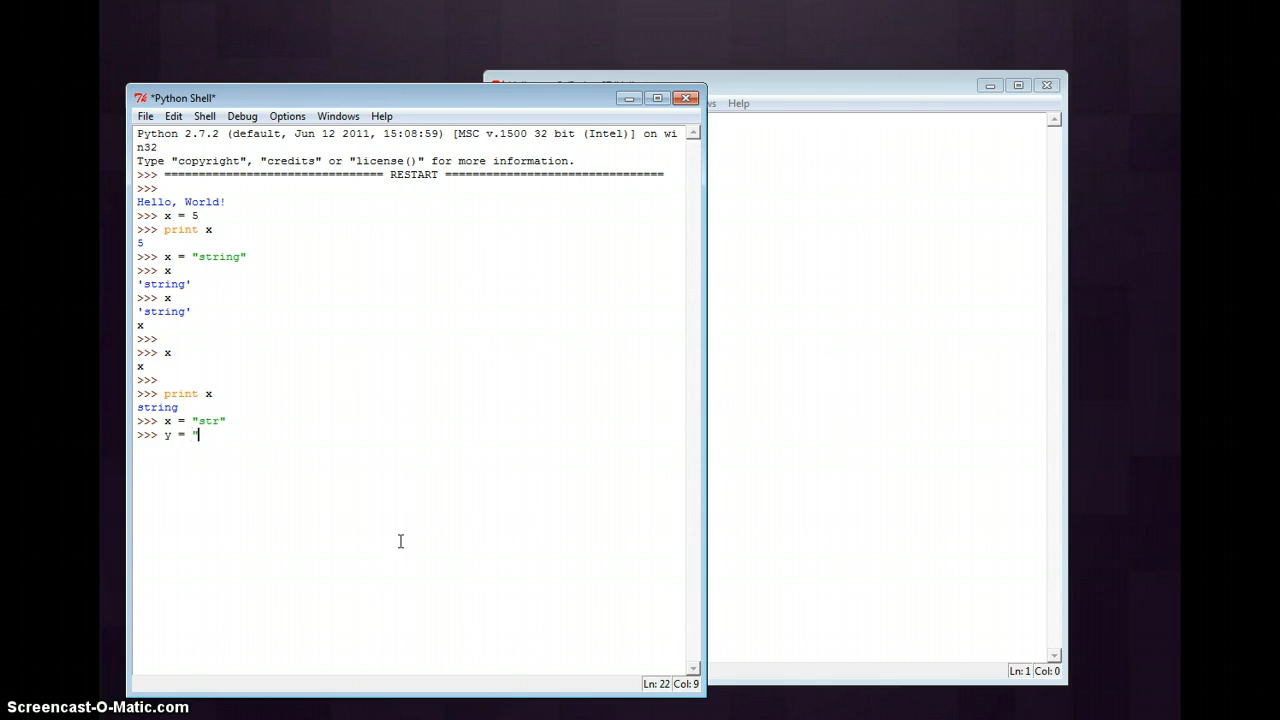 *Python Shell*
File Edit Shell Debug Options Windows Help
Python 2.7.2 (default, Jun 12 2011, 15:08:59) [MSC v.1500 32 bit (Intel)] on wi
n32
Type "copyright", "credits" or "license()" for more information.
>>> ================================ RESTART ================================
>>>
Hello, World!
>>> x = 5
>>> print x
5
>>> x = "string"
>>> x
'string'
>>> x
'string'
x
>>>
>>> x
x
>>>
>>> print x
string
>>> x = "str"
>>> y = "
Ln: 22 Col: 9
ws Help
Ln: 1 Col: 0
Screencast-O-Matic.com